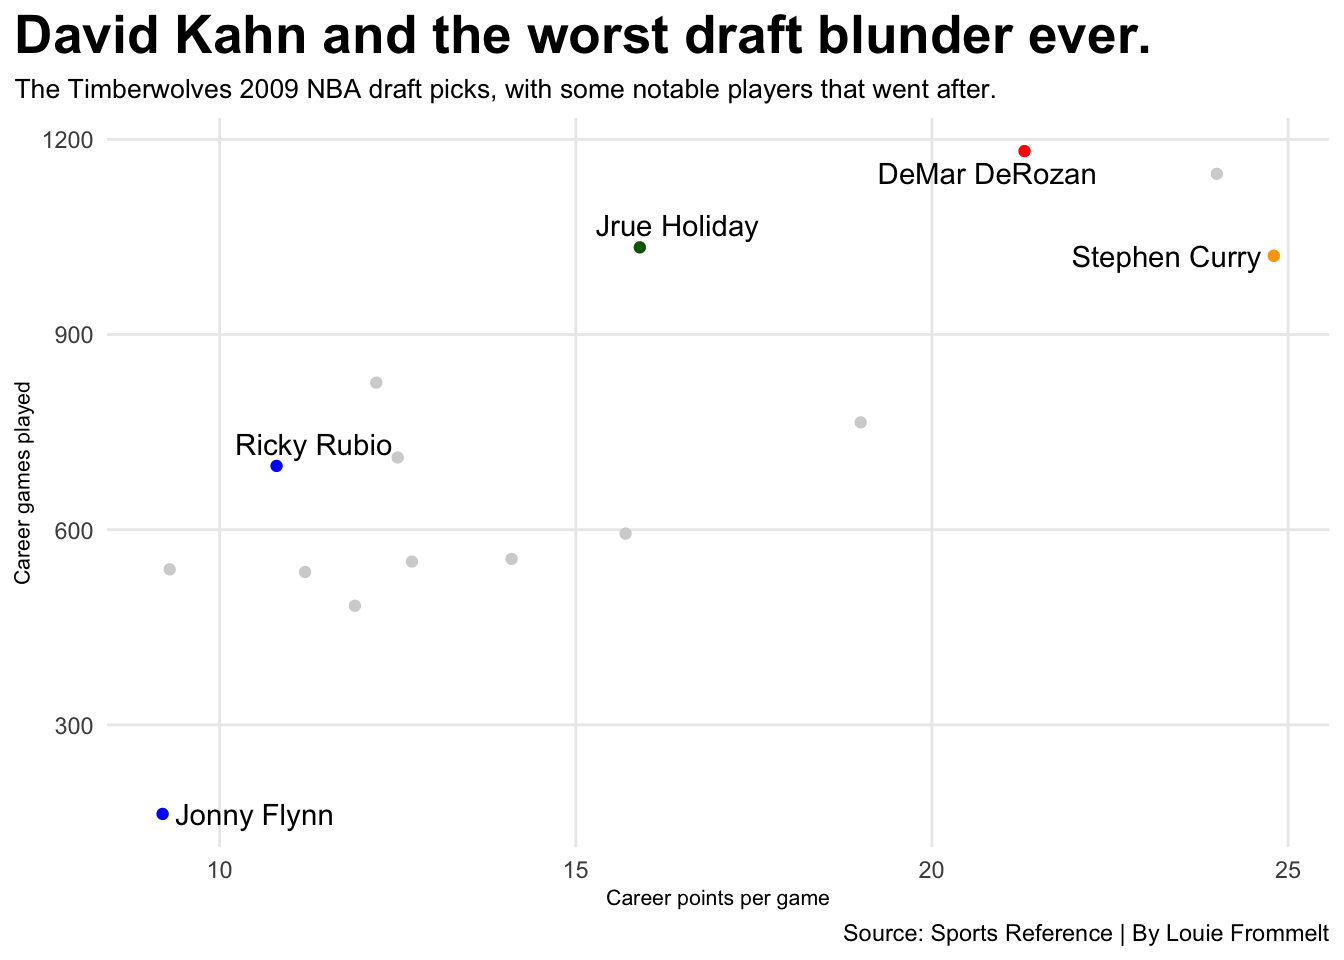 David Kahn and the worst draft blunder ever.
The Timberwolves 2009 NBA draft picks, with some notable players that went after.
1200
DeMar DeRozan
Jrue Holiday
Stephen Curry
900
Career games played
Ricky Rubio
600
300
Jonny Flynn
10 15 20 25
Career points per game
Source: Sports Reference | By Louie Frommelt